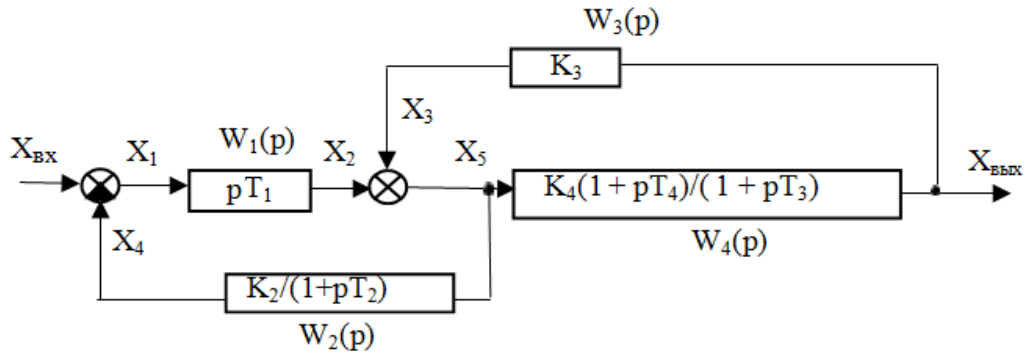 W₃(p)
K₃
X₃
Xвх
X₁
W₁(p)
X₂
X₅
Xвых
pT₁
K₄(1 + pT₄)/( 1 + pT₃)
W₄(p)
X₄
K₂/(1+pT₂)
W₂(p)